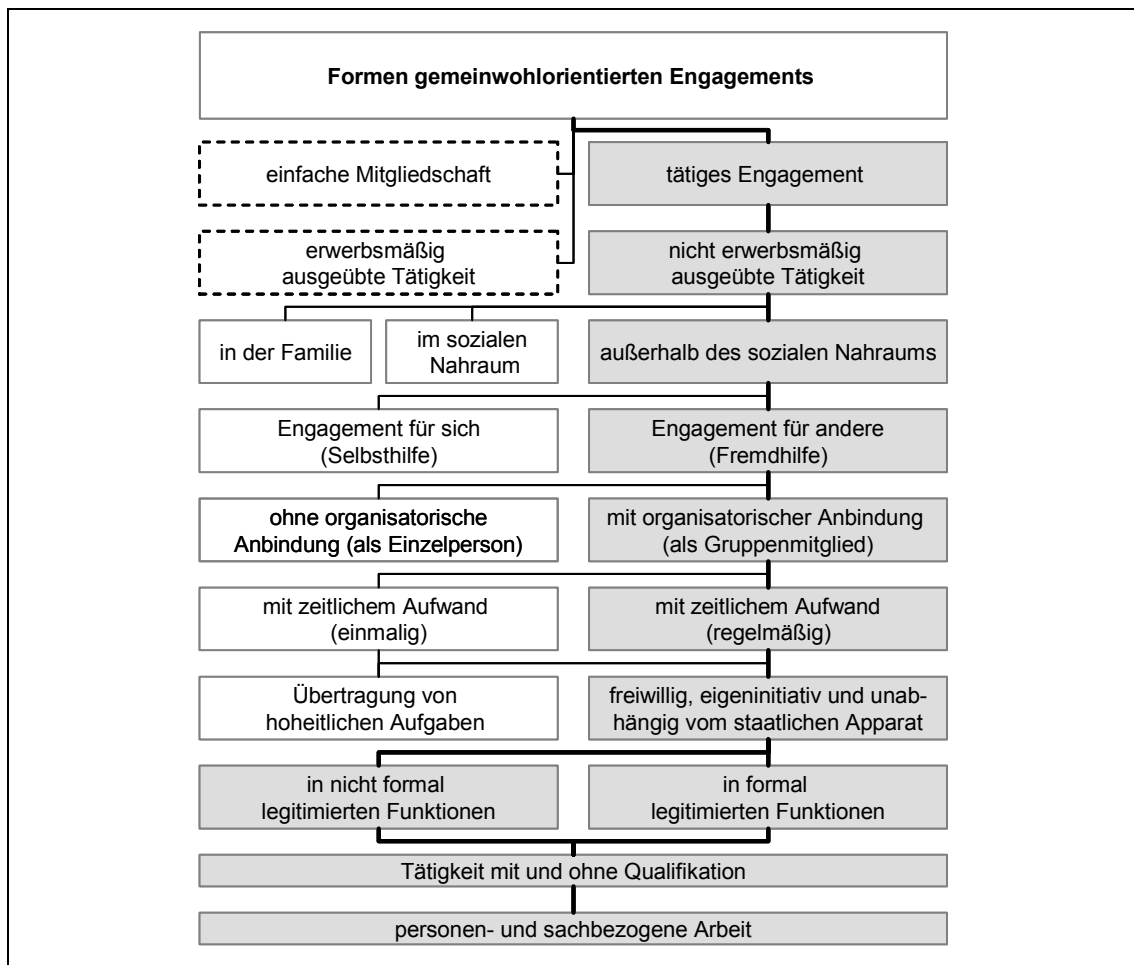 Formen gemeinwohlorientierten Engagements
einfache Mitgliedschaft
tätiges Engagement
erwerbsmäßig
ausgeübte Tätigkeit
nicht erwerbsmäßig
ausgeübte Tätigkeit
in der Familie
im sozialen
Nahraum
außerhalb des sozialen Nahraums
Engagement für sich
(Selbsthilfe)
Engagement für andere
(Fremdhilfe)
ohne organisatorische
Anbindung (als Einzelperson)
mit organisatorischer Anbindung
(als Gruppenmitglied)
mit zeitlichem Aufwand
(einmalig)
mit zeitlichem Aufwand
(regelmäßig)
Übertragung von
hoheitlichen Aufgaben
freiwillig, eigeninitiativ und unab-
hängig vom staatlichen Apparat
in nicht formal
legitimierten Funktionen
in formal
legitimierten Funktionen
Tätigkeit mit und ohne Qualifikation
personen- und sachbezogene Arbeit